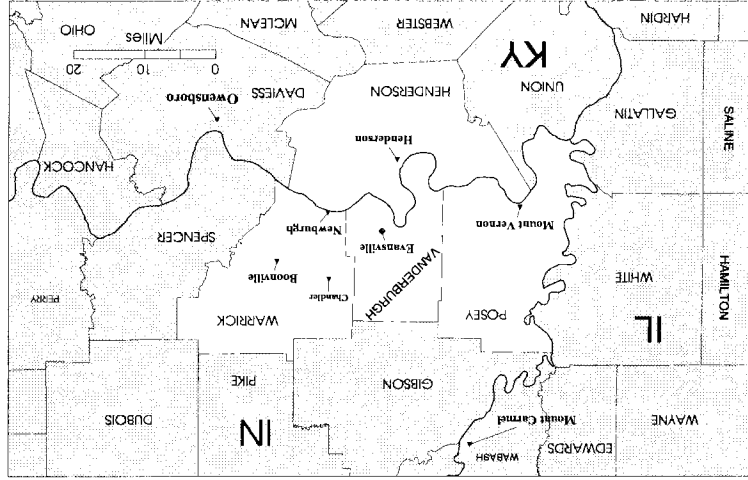 WAYNE
EDWARDS
WABASH
Mount Carmel
GIBSON
IN
PIKE
DUBOIS
HAMILTON
IL
WHITE
POSEY
VANDERBURGH
WARRICK
Chandler
Boonville
PERRY
SPENCER
Evansville
Newburgh
Mount Vernon
SALINE
GALLATIN
Henderson
HENDERSON
UNION
KY
DAVIESS
Owensboro
HANCOCK
20 10 0
Miles
HARDIN
WEBSTER
MCLEAN
OHIO